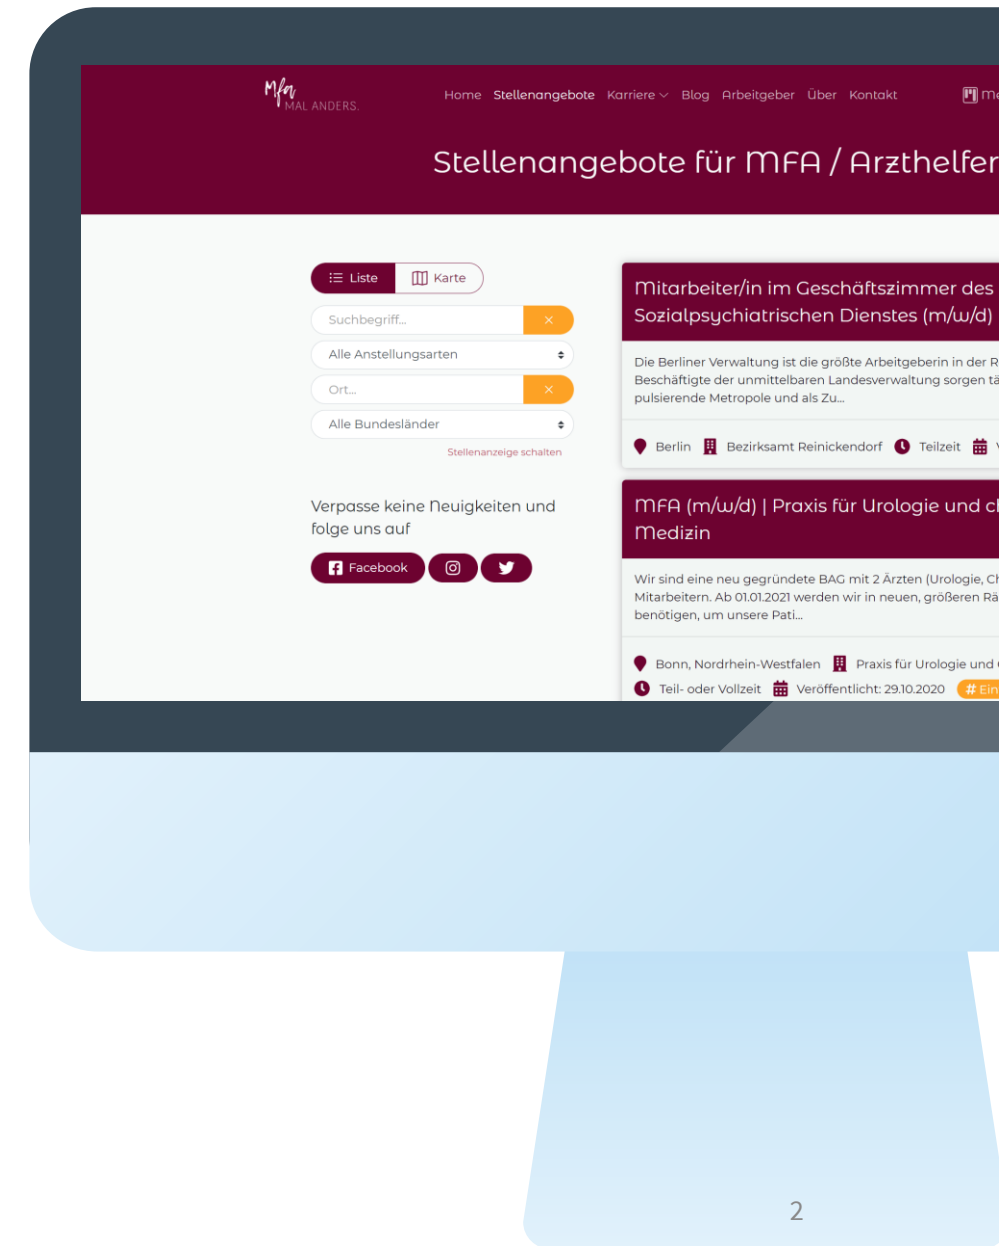 Mfa
MAL ANDERS.
Home Stellenangebote Karriere Blog Arbeitgeber Über Kontakt
Stellenangebote für MFA / Arzthelfer
Liste Karte
Suchbegriff...
Alle Anstellungsarten
Ort...
Alle Bundesländer
Stellenanzeige schalten
Verpasse keine Neuigkeiten und
folge uns auf
Facebook
Mitarbeiter/in im Geschäftszimmer des
Sozialpsychiatrischen Dienstes (m/w/d)
Die Berliner Verwaltung ist die größte Arbeitgeberin in der R
Beschäftigte der unmittelbaren Landesverwaltung sorgen tä
pulsierende Metropole und als Zu...
Berlin Bezirksamt Reinickendorf Teilzeit V
MFA (m/w/d) | Praxis für Urologie und ch
Medizin
Wir sind eine neu gegründete BAG mit 2 Ärzten (Urologie, Ch
Mitarbeitern. Ab 01.01.2021 werden wir in neuen, größeren Rä
benötigen, um unsere Pati...
Bonn, Nordrhein-Westfalen Praxis für Urologie und
Teil- oder Vollzeit Veröffentlicht: 29.10.2020 # Ein
2